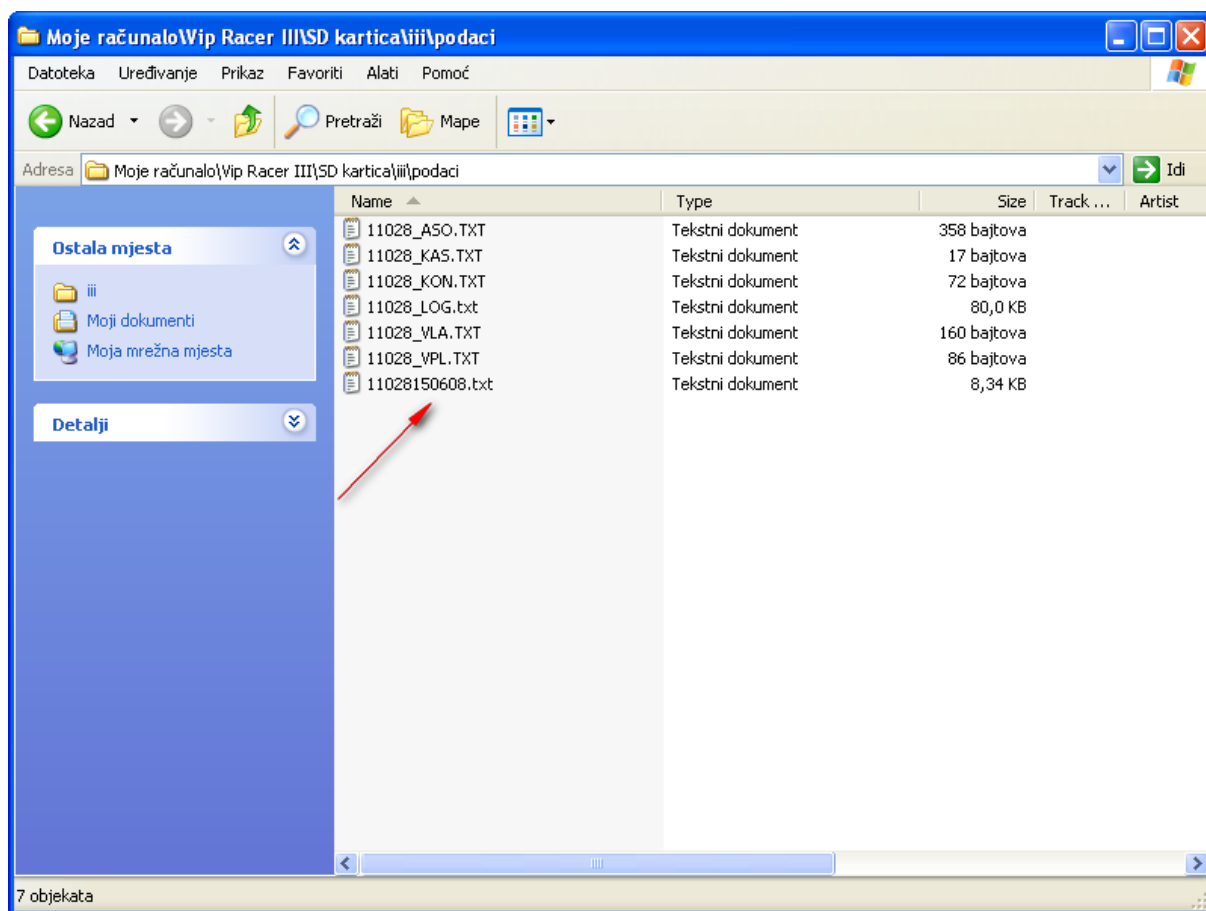 Moje računalo\Vip Racer III\SD kartica\iii\podaci
Datoteka Uređivanje Prikaz Favoriti Alati Pomoć
Nazad Pretraži Mape
Adresa Moje računalo\Vip Racer III\SD kartica\iii\podaci Idi
Name Type Size Track ... Artist
Ostala mjesta
iii
Moji dokumenti
Moja mrežna mjesta
Detalji
11028_ASO.TXT Tekstni dokument 358 bajtova
11028_KAS.TXT Tekstni dokument 17 bajtova
11028_KON.TXT Tekstni dokument 72 bajtova
11028_LOG.txt Tekstni dokument 80,0 KB
11028_VLA.TXT Tekstni dokument 160 bajtova
11028_VPL.TXT Tekstni dokument 86 bajtova
11028150608.txt Tekstni dokument 8,34 KB
7 objekata